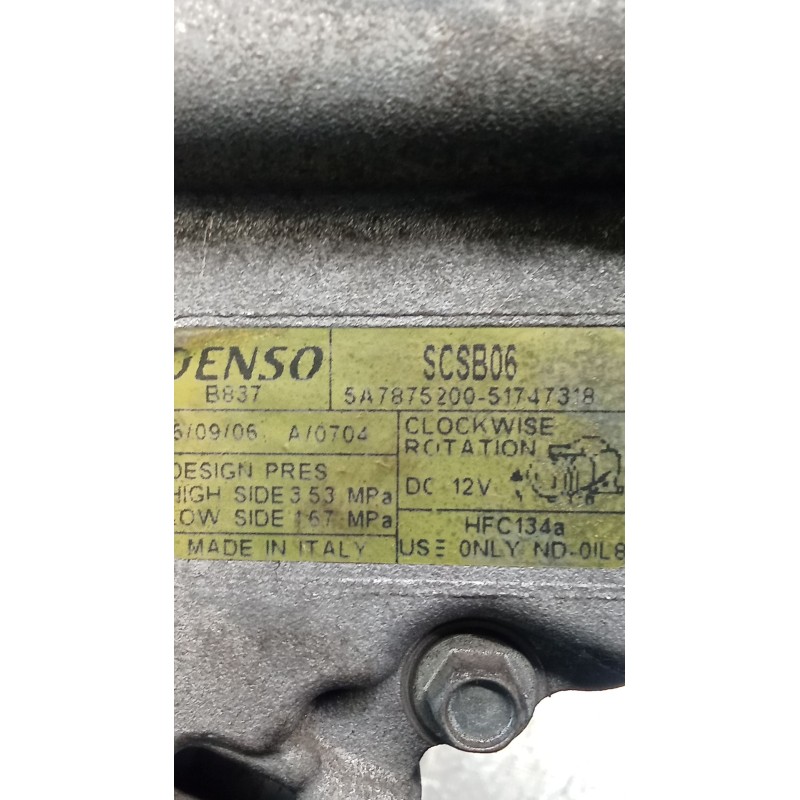 DENSO
B837
SCSB06
5A7875200-51747318
6/09/06 A/0704
CLOCKWISE
ROTATION
DESIGN PRES
HIGH SIDE 3.53 MPa
LOW SIDE 1.67 MPa
DC 12V
MADE IN ITALY
HFC134a
USE ONLY ND-OIL8